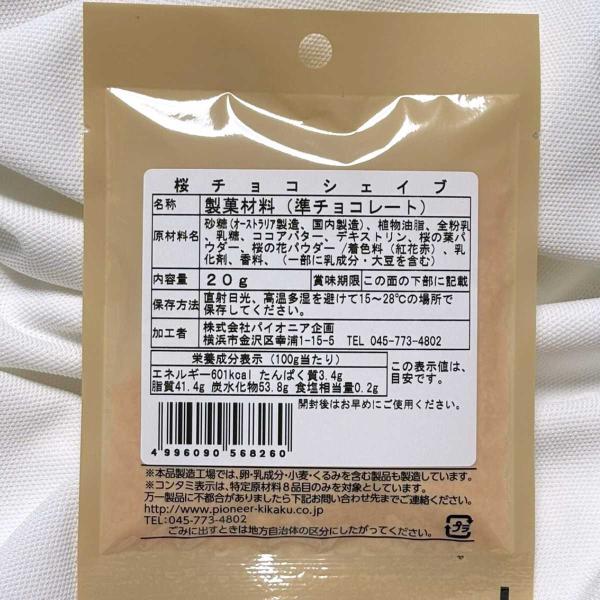 桜チョコシェイブ
名称 製菓材料（準チョコレート）
原材料名 砂糖（オーストラリア製造、国内製造）、植物油脂、全粉乳、乳糖、ココアバター、デキストリン、桜の葉パウダー、桜の花パウダー/着色料（紅花赤）、乳化剤、香料、（一部に乳成分・大豆を含む）
内容量 20g 賞味期限 この面の下部に記載
保存方法 直射日光、高温多湿を避けて15～28℃の場所で
保存してください。
加工者 株式会社パイオニア企画
横浜市金沢区幸浦1-15-5 TEL 045-773-4802
栄養成分表示（100g当たり）
エネルギー601kcal たんぱく質3.4g
脂質41.4g 炭水化物53.8g 食塩相当量0.2g
この表示値は、
目安です。
開封後はお早めにご使用ください。
4 996090 568260
※本品製造工場では、卵・乳成分・小麦・くるみを含む製品も製造しています。
※コンタミ表示は、特定原材料8品目のみを対象としています。
万一製品に不都合がありましたら下記お問い合わせ先までご連絡ください。
http://www.pioneer-kikaku.co.jp
TEL:045-773-4802
ごみに出すときは地方自治体の区分にしたがってください。
プラ